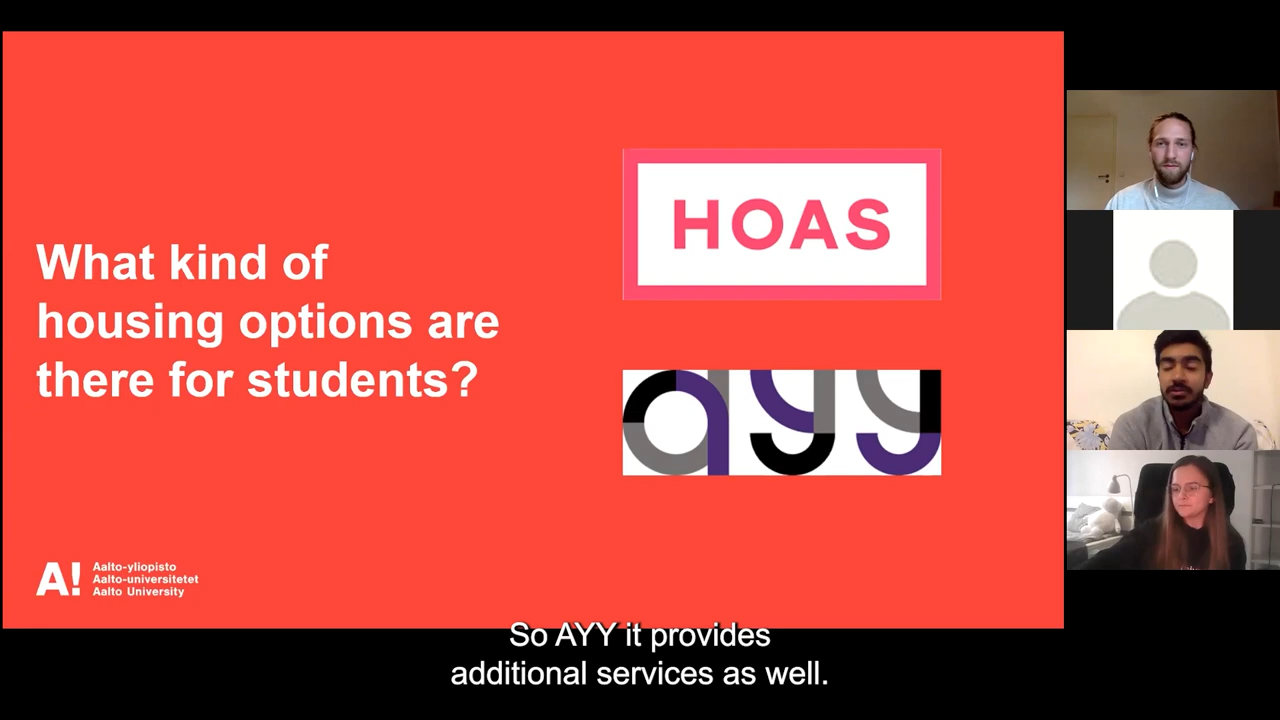 What kind of
housing options are
there for students?
HOAS
ayy
A!
Aalto-yliopisto
Aalto-universitetet
Aalto University
So AYY it provides
additional services as well.